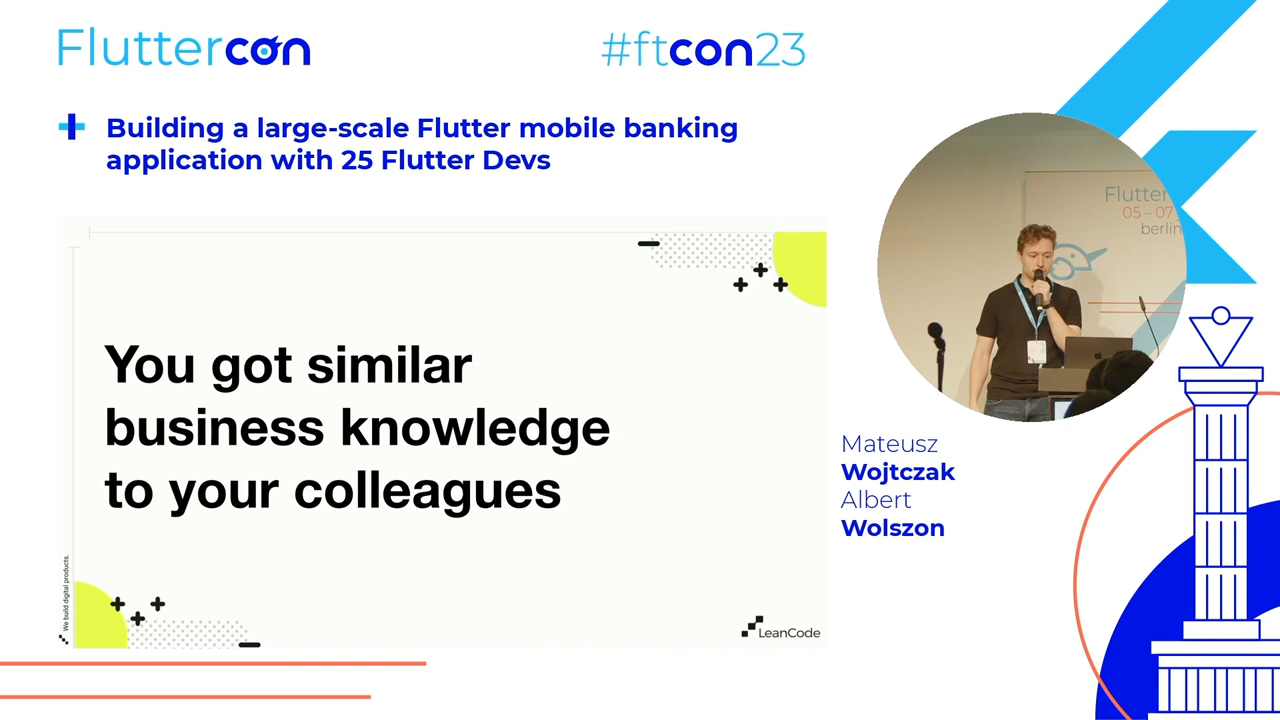 Fluttercon
#ftcon23
Building a large-scale Flutter mobile banking
application with 25 Flutter Devs
You got similar
business knowledge
to your colleagues
We build digital products.
LeanCode
Flutter
05 – 07
berlin
Mateusz
Wojtczak
Albert
Wolszon